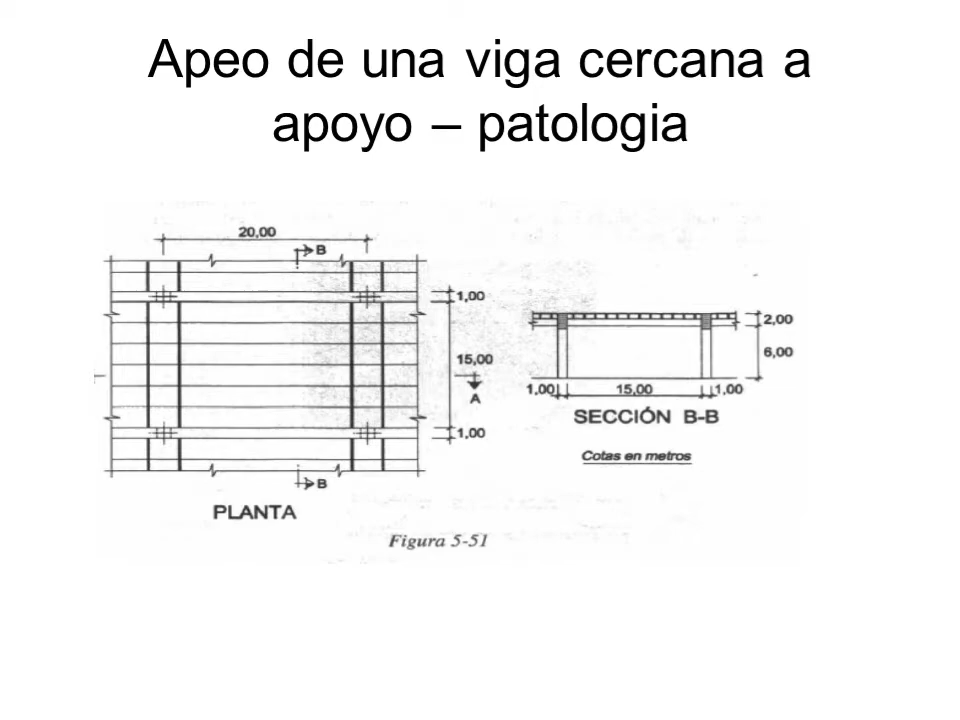 Apeo de una viga cercana a
apoyo – patologia
20,00
B
1,00
15,00
A
1,00
B
PLANTA
2,00
6,00
1,00 15,00 1,00
SECCIÓN B-B
Cotas en metros
Figura 5-51